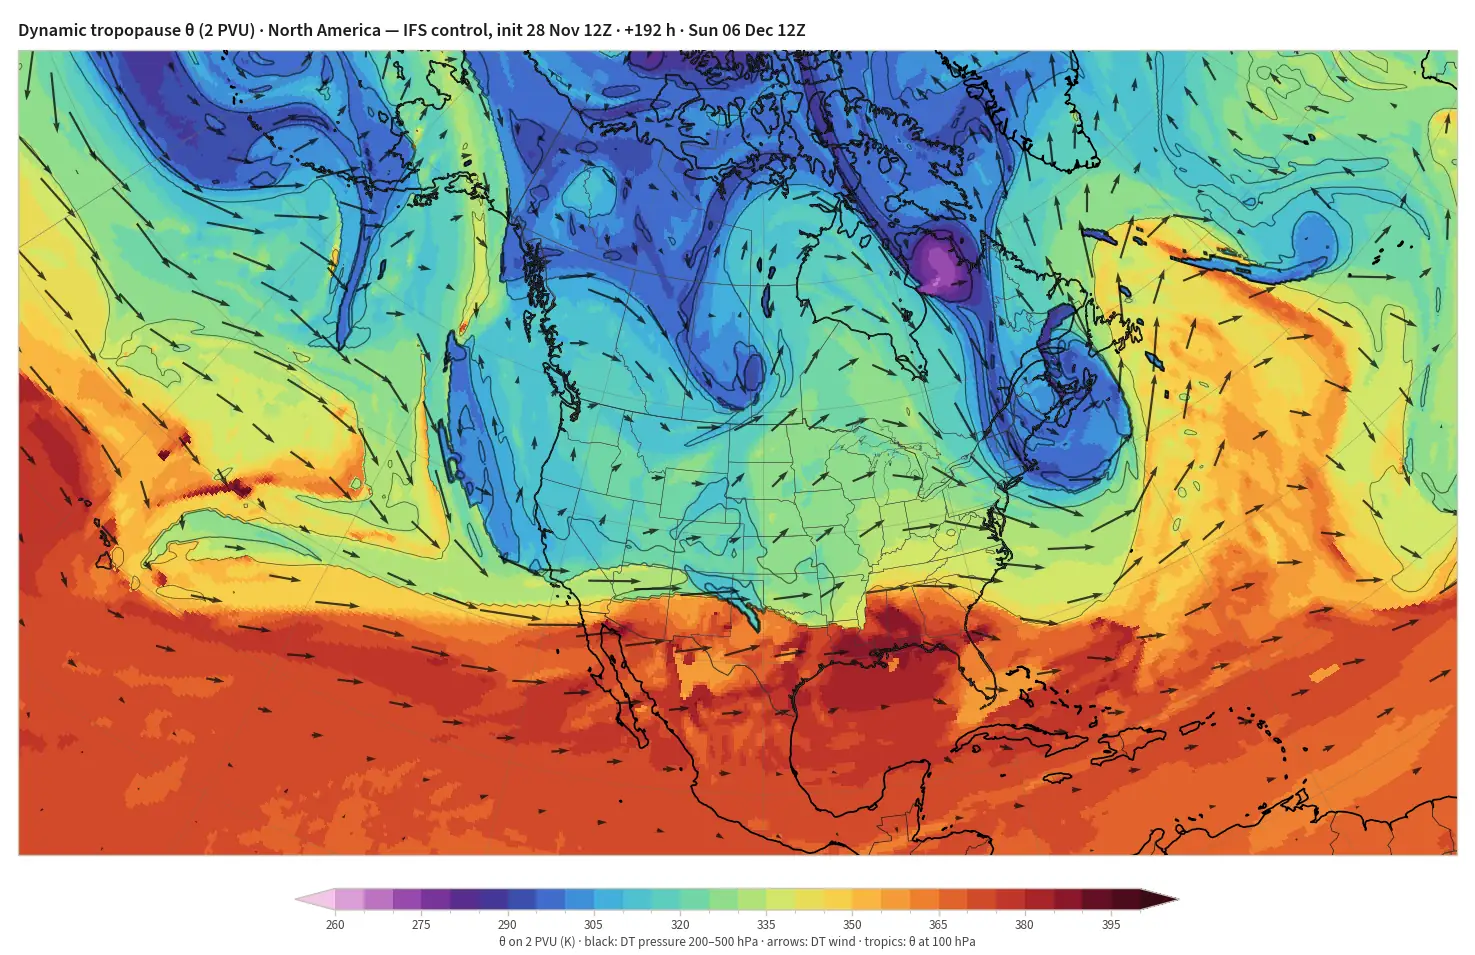 Dynamic tropopause θ (2 PVU) · North America — IFS control, init 28 Nov 12Z · +192 h · Sun 06 Dec 12Z
260 275 290 305 320 335 350 365 380 395
θ on 2 PVU (K) · black: DT pressure 200–500 hPa · arrows: DT wind · tropics: θ at 100 hPa